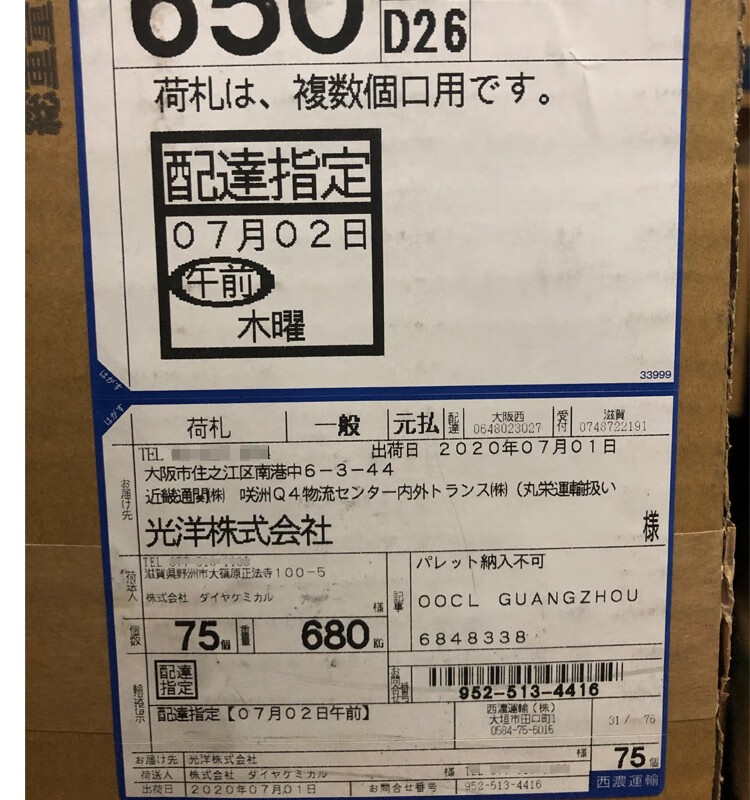 650 D26
荷札は、複数個口用です。
配達指定
07月02日
午前
木曜
33999
はがす
はがす
荷札 一般 元払 配達 大阪西 0648023027 受付 滋賀 0748722191
TEL 出荷日 2020年07月01日
お届け先
大阪市住之江区南港中6-3-44
近畿通関㈱ 咲洲Q4物流センター内外トランス㈱(丸栄運輸扱い
光洋株式会社 様
荷送人
滋賀県野洲市大篠原正法寺100-5
株式会社 ダイヤケミカル 様
記事
パレット納入不可
OOCL GUANGZHOU
6848338
個数 75個 重量 680KG
輸送指示
配達指定
配達指定【07月02日午前】
お問合せ番号
952-513-4416
西濃運輸(株)
大垣市田口町1
0584-75-6015
31/ 76
お届け先 光洋株式会社 様
荷送人 株式会社 ダイヤケミカル 様 TEL
出荷日 2020年07月01日 お問合せ番号 952-513-4416
75個
西濃運輸